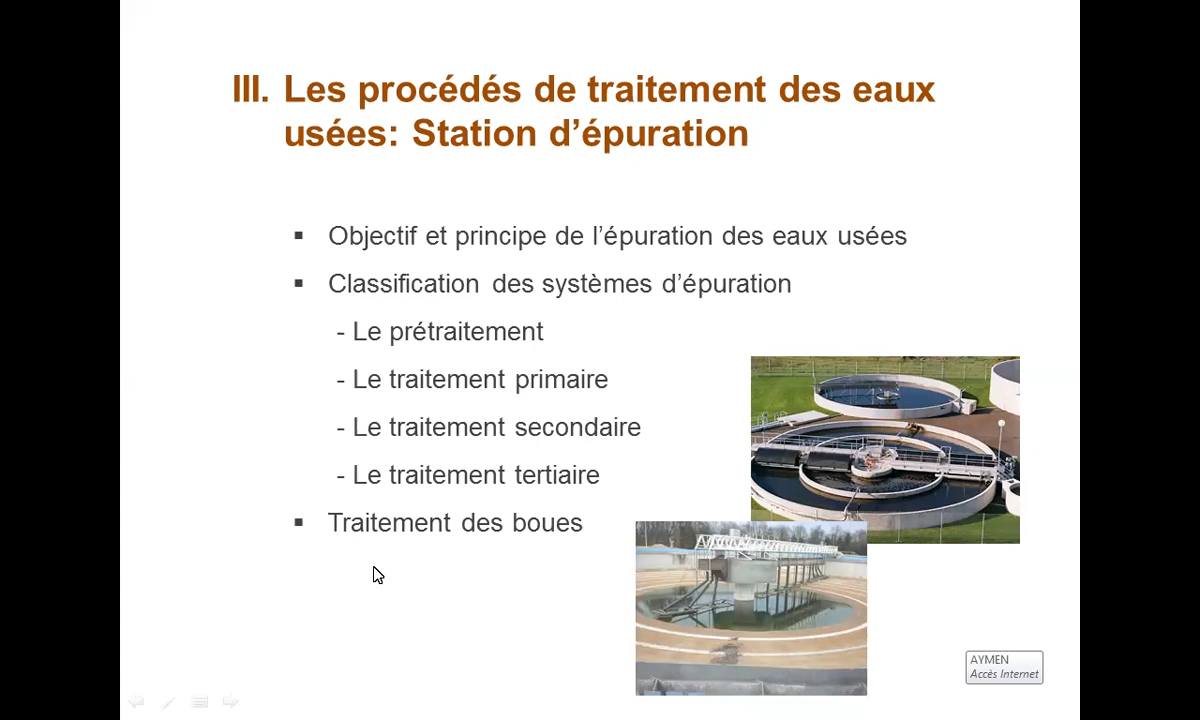 III. Les procédés de traitement des eaux
usées: Station d’épuration
▪ Objectif et principe de l’épuration des eaux usées
▪ Classification des systèmes d’épuration
- Le prétraitement
- Le traitement primaire
- Le traitement secondaire
- Le traitement tertiaire
▪ Traitement des boues
AYMEN
Accès Internet